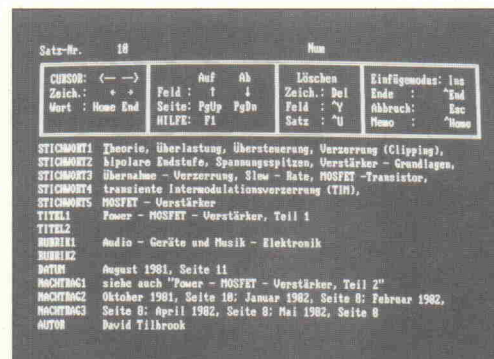 Satz-Nr. 10 Num
CURSOR: <-- --> Auf Ab Löschen Einfügemodus: Ins
Zeich.: ← → Feld : ↑ ↓ Zeich.: Del Ende : ^End
Wort : Home End Seite: PgUp PgDn Feld : ^Y Abbruch: Esc
HILFE: F1 Satz : ^U Memo : ^Home
STICHWORT1 Theorie, Überlastung, Übersteuerung, Verzerrung (Clipping),
STICHWORT2 bipolare Endstufe, Spannungsspitzen, Verstärker - Grundlagen,
STICHWORT3 Übernahme - Verzerrung, Slew - Rate, MOSFET -Transistor,
STICHWORT4 transiente Intermodulationsverzerrung (TIM),
STICHWORT5 MOSFET - Verstärker
TITEL1 Power - MOSFET - Verstärker, Teil 1
TITEL2
RUBRIK1 Audio - Geräte und Musik - Elektronik
RUBRIK2
DATUM August 1981, Seite 11
NACHTRAG1 siehe auch "Power - MOSFET - Verstärker, Teil 2"
NACHTRAG2 Oktober 1981, Seite 10; Januar 1982, Seite 8; Februar 1982,
NACHTRAG3 Seite 8; April 1982, Seite 8; Mai 1982, Seite 8
AUTOR David Tilbrook